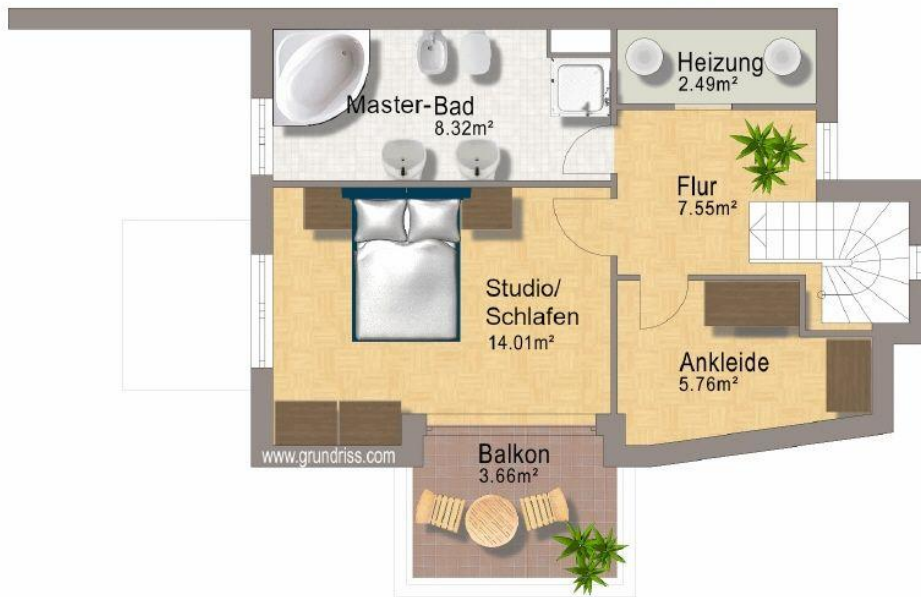 Heizung
2.49m²
Master-Bad
8.32m²
Flur
7.55m²
Studio/
Schlafen
14.01m²
Ankleide
5.76m²
Balkon
3.66m²
www.grundriss.com